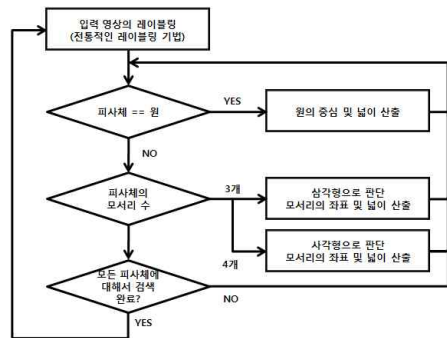 입력 영상의 레이블링
(전통적인 레이블링 기법)
피사체 == 원
YES
원의 중심 및 넓이 산출
NO
피사체의
모서리 수
3개
삼각형으로 판단
모서리의 좌표 및 넓이 산출
사각형으로 판단
모서리의 좌표 및 넓이 산출
4개
모든 피사체에
대해서 검색
완료?
NO
YES